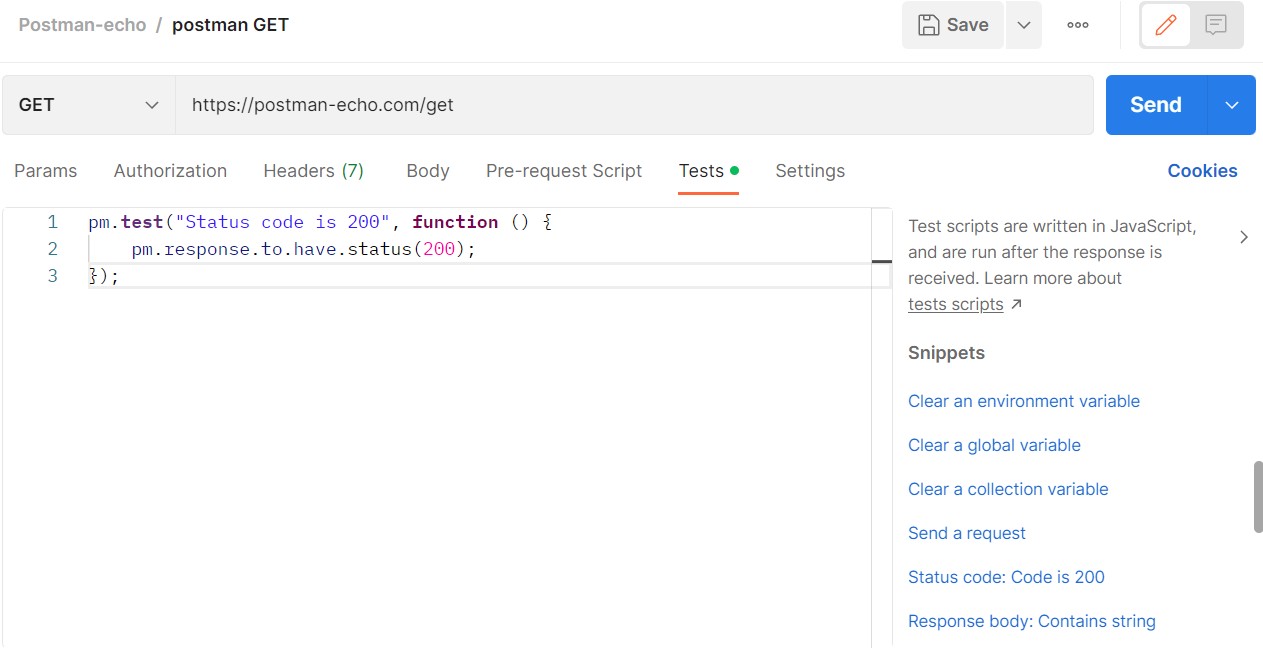 Postman-echo / postman GET
Save
GET
https://postman-echo.com/get
Send
Params Authorization Headers (7) Body Pre-request Script Tests Settings Cookies
1 pm.test("Status code is 200", function () {
2     pm.response.to.have.status(200);
3 });
Test scripts are written in JavaScript,
and are run after the response is
received. Learn more about
tests scripts ↗
Snippets
Clear an environment variable
Clear a global variable
Clear a collection variable
Send a request
Status code: Code is 200
Response body: Contains string